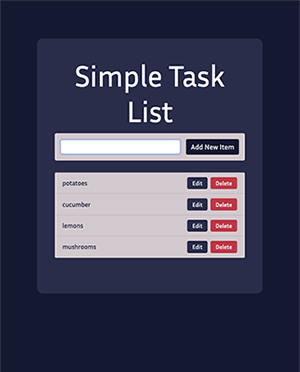 Simple Task
List
Add New Item
potatoes Edit Delete
cucumber Edit Delete
lemons Edit Delete
mushrooms Edit Delete